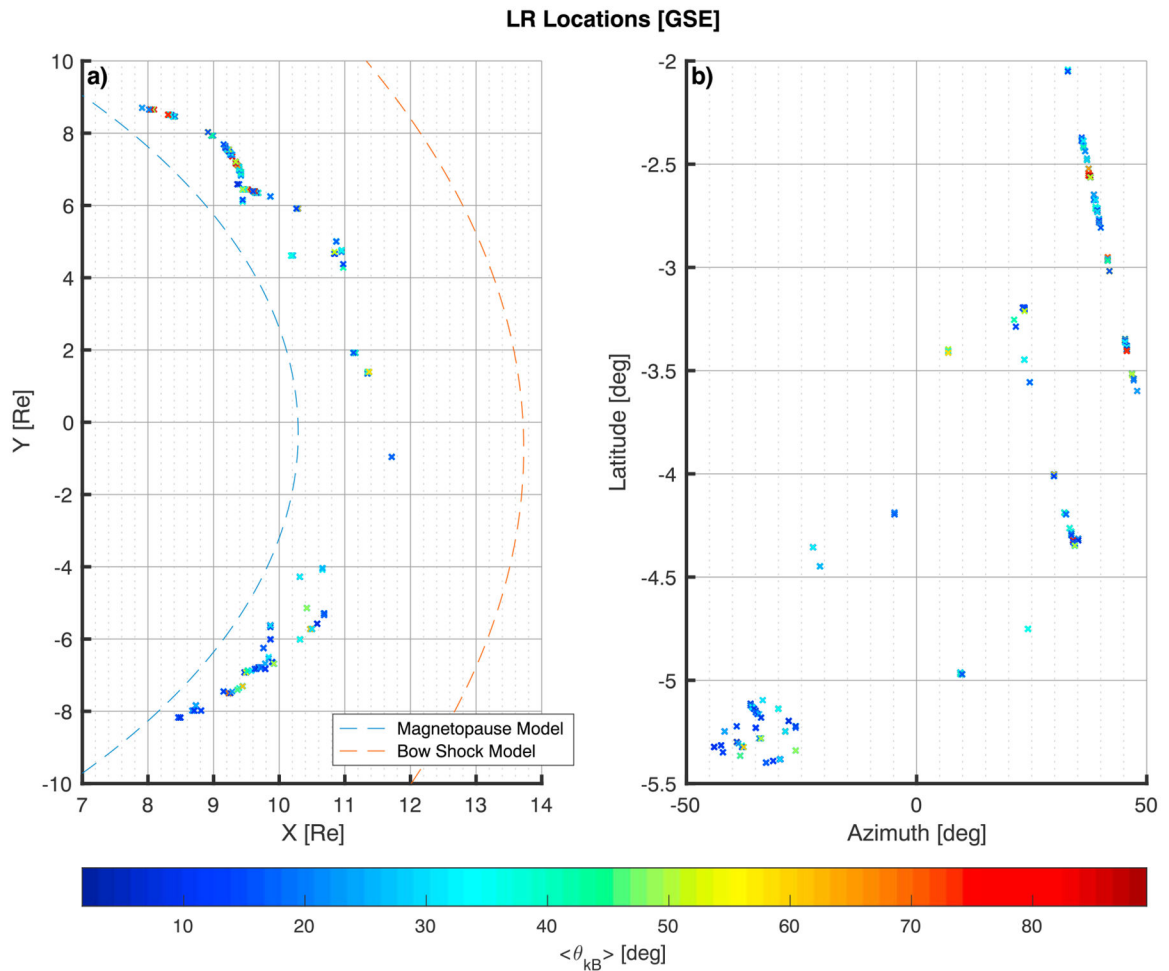 LR Locations [GSE]
a)
10
8
6
4
2
0
-2
-4
-6
-8
-10
Y [Re]
7 8 9 10 11 12 13 14
X [Re]
Magnetopause Model
Bow Shock Model
b)
-2
-2.5
-3
-3.5
-4
-4.5
-5
-5.5
Latitude [deg]
-50 0 50
Azimuth [deg]
10 20 30 40 50 60 70 80
<θkB> [deg]